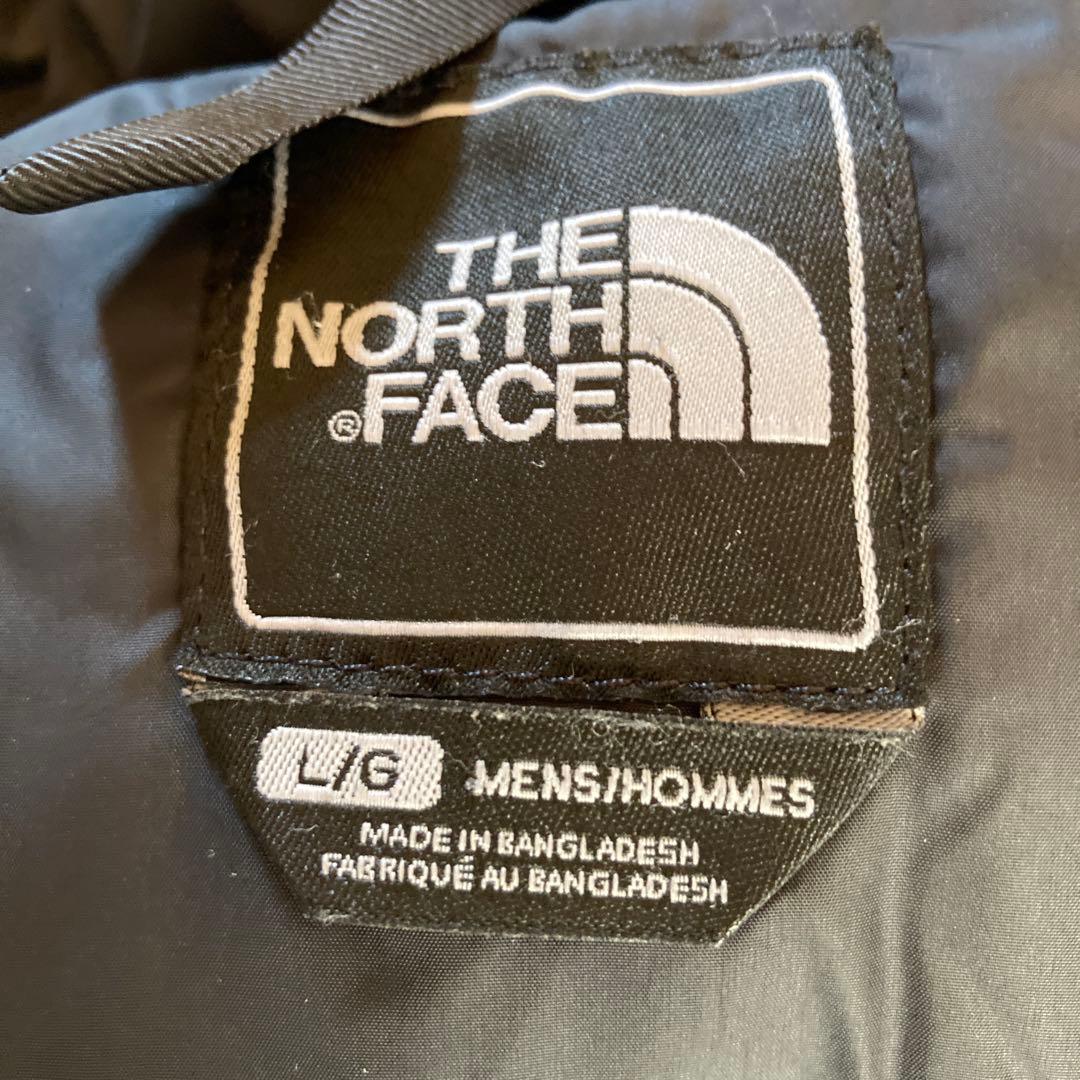 THE
NORTH
®FACE
L/G MENS/HOMMES
MADE IN BANGLADESH
FABRIQUÉ AU BANGLADESH